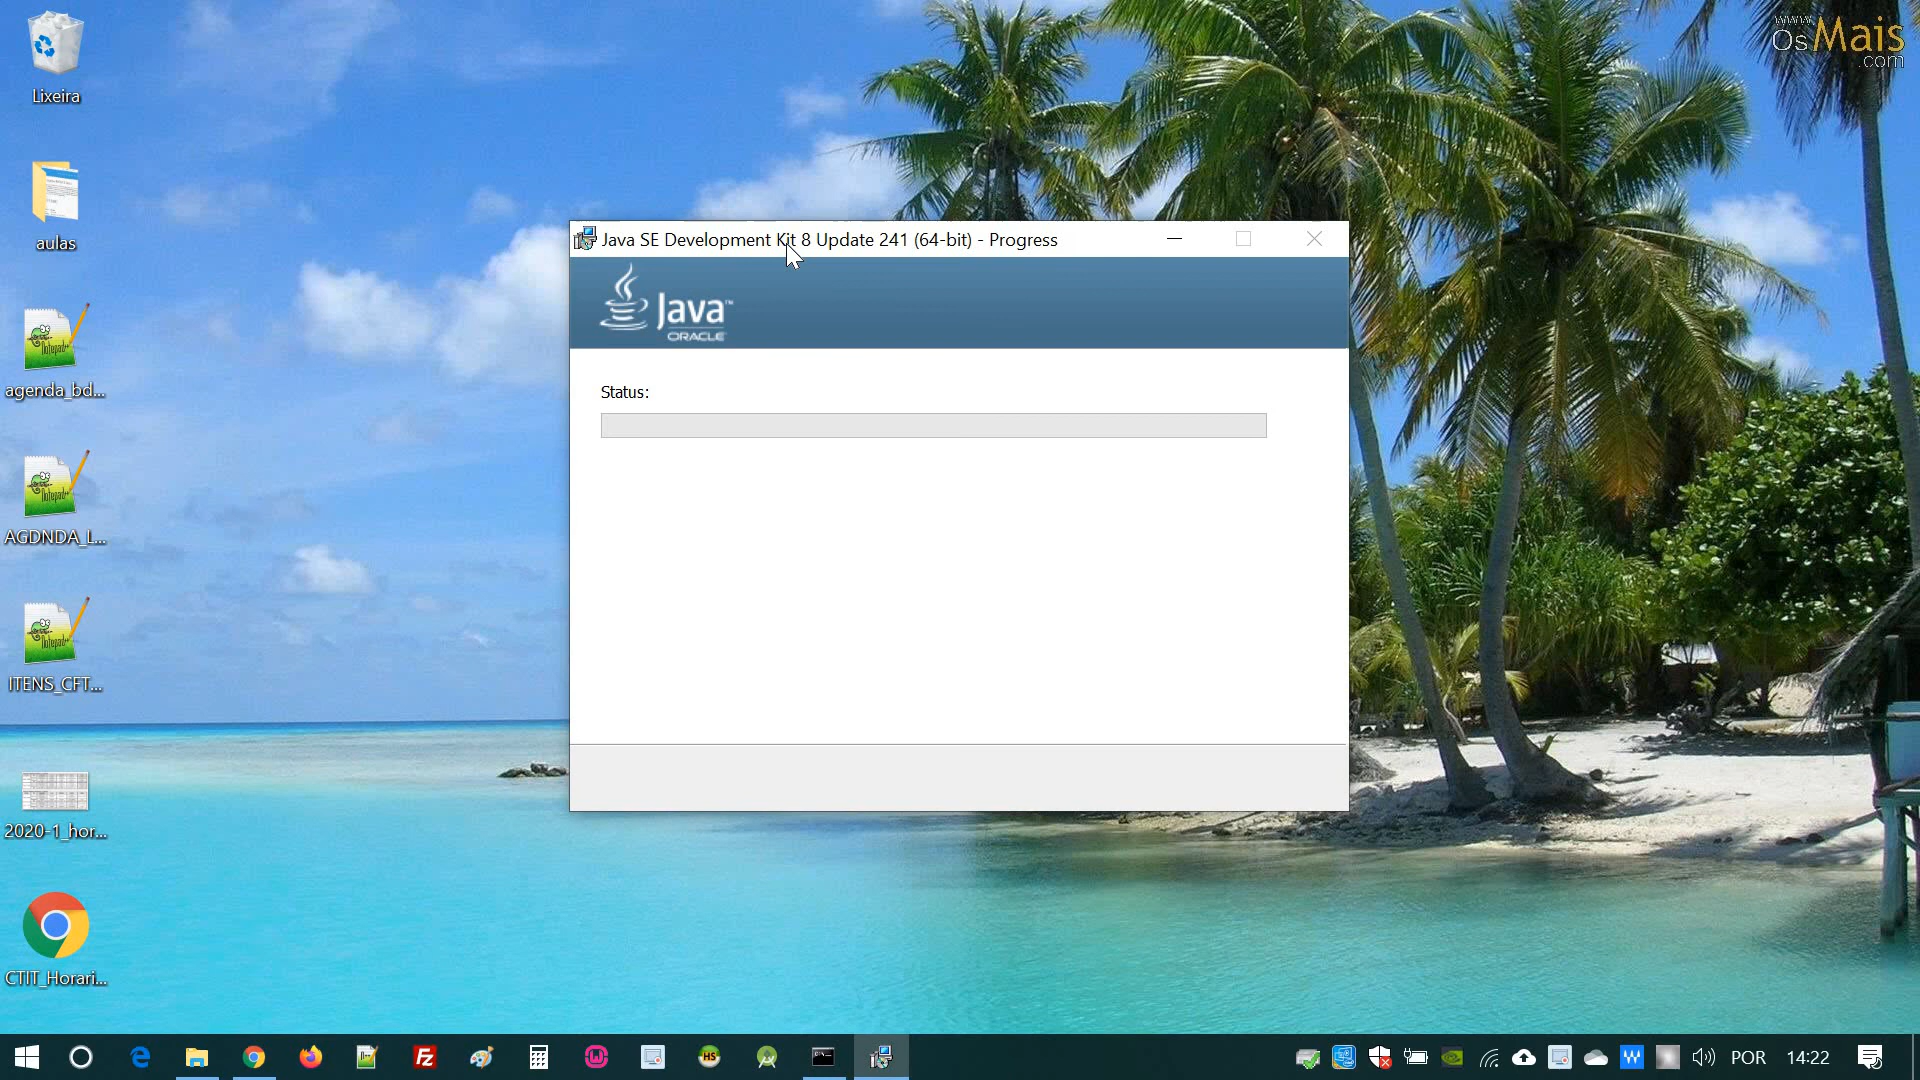 Lixeira
aulas
agenda_bd...
AGDNDA_L...
ITENS_CFT...
2020-1_hor...
CTIT_Horari...
www.
OsMais
.com
Java SE Development Kit 8 Update 241 (64-bit) - Progress
Java™
ORACLE
Status:
POR
14:22